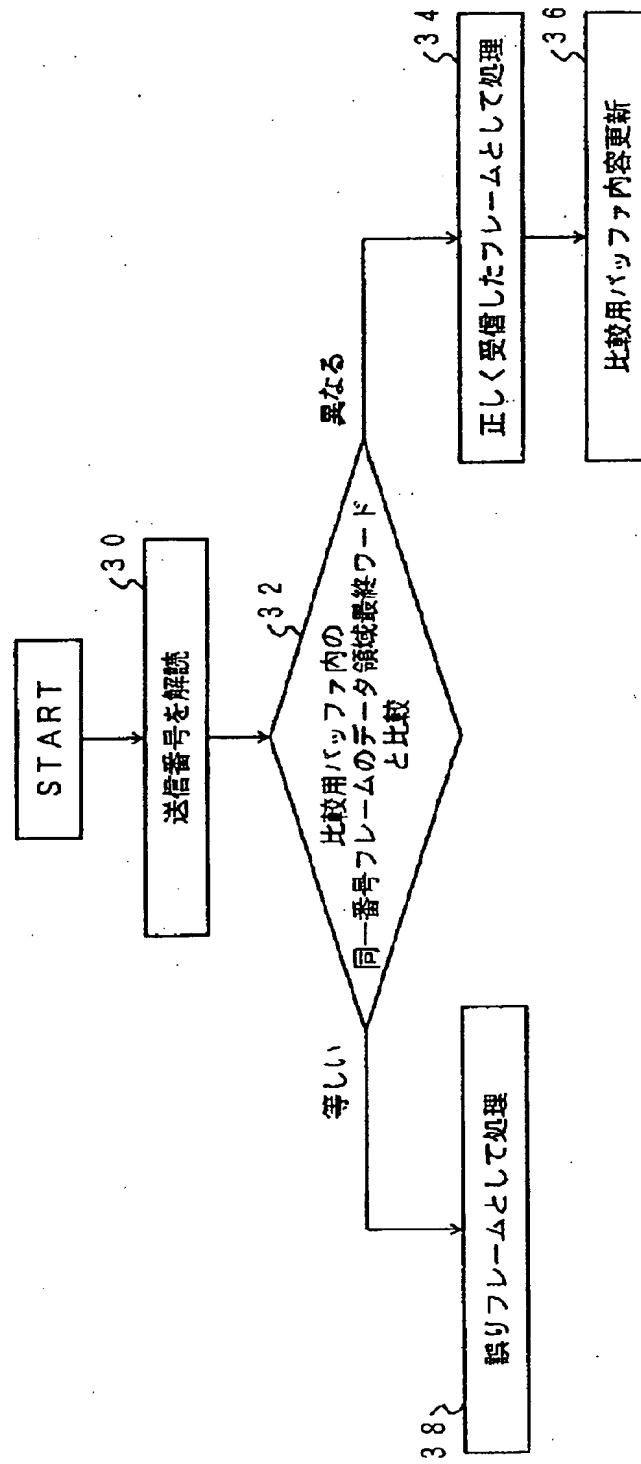 START
30
送信番号を解読
32
比較用バッファ内の
同一番号フレームのデータ領域最終ワード
と比較
等しい
異なる
38
誤りフレームとして処理
34
正しく受信したフレームとして処理
36
比較用バッファ内容更新